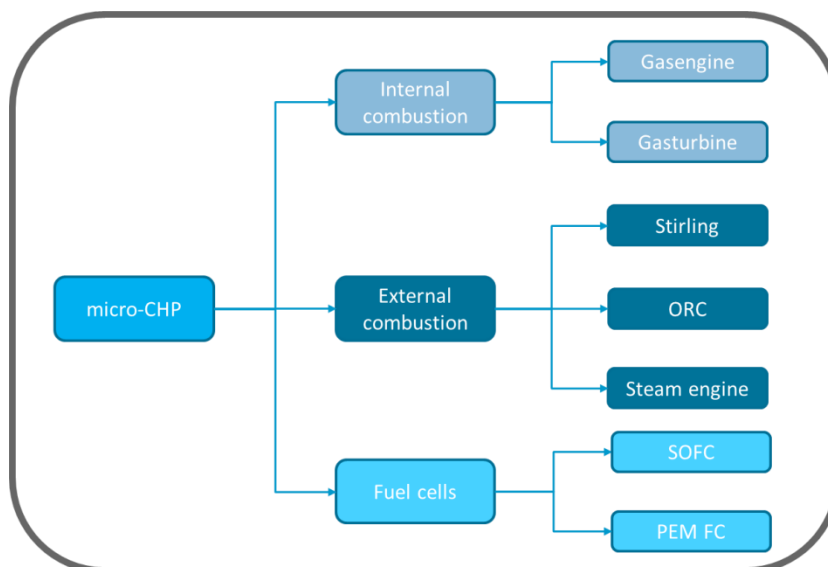 Gasengine
Internal
combustion
Gasturbine
Stirling
micro-CHP
External
combustion
ORC
Steam engine
SOFC
Fuel cells
PEM FC